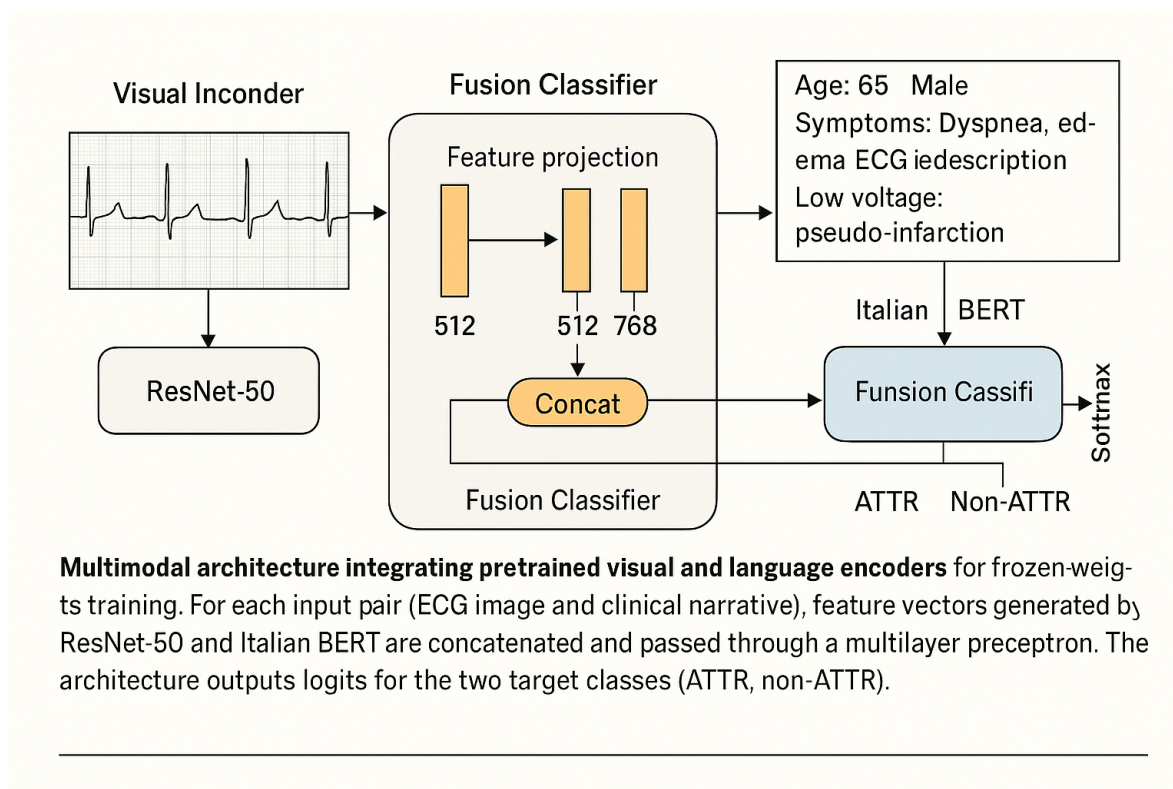 Visual Inconder
Fusion Classifier
Feature projection
512
512
768
Concat
Fusion Classifier
ResNet-50
Age: 65 Male
Symptoms: Dyspnea, ed-
ema ECG iedescription
Low voltage:
pseudo-infarction
Italian BERT
Funsion Cassifi
Softrnax
ATTR Non-ATTR
Multimodal architecture integrating pretrained visual and language encoders for frozen-weig-
ts training. For each input pair (ECG image and clinical narrative), feature vectors generated by
ResNet-50 and Italian BERT are concatenated and passed through a multilayer preceptron. The
architecture outputs logits for the two target classes (ATTR, non-ATTR).